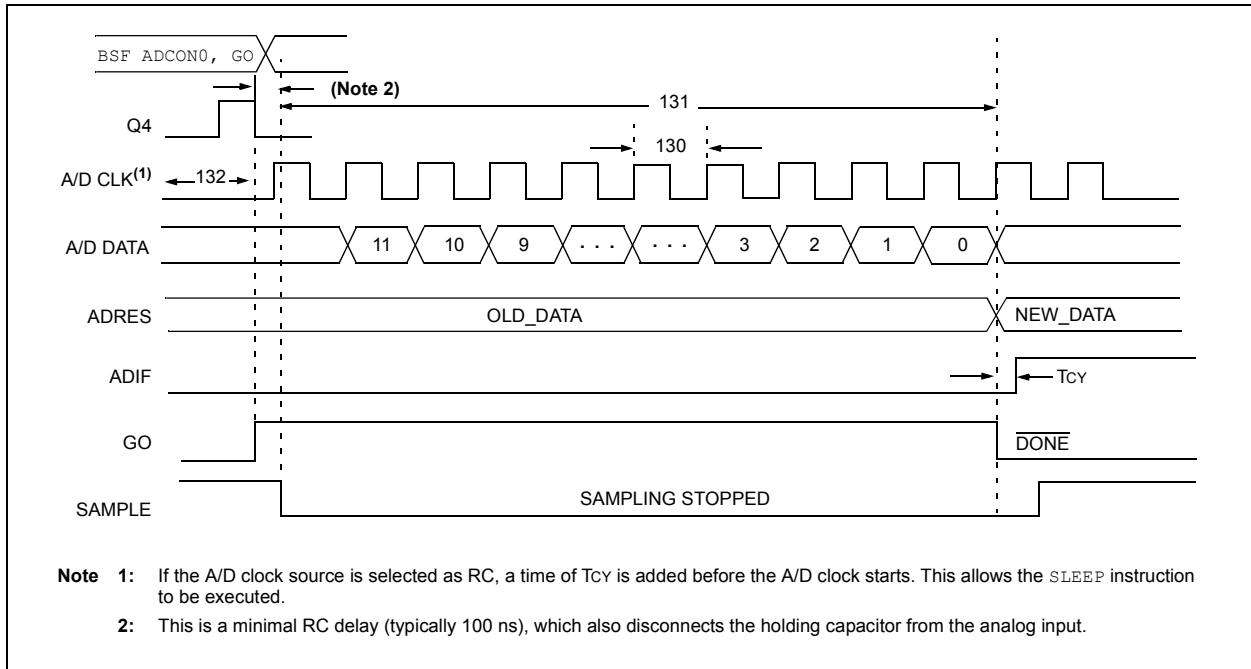 BSF ADCON0, GO
(Note 2)
131
Q4
130
A/D CLK(1)
132
A/D DATA
11 10 9 . . . . . . 3 2 1 0
ADRES
OLD_DATA
NEW_DATA
ADIF
TCY
GO
DONE
SAMPLE
SAMPLING STOPPED
Note 1: If the A/D clock source is selected as RC, a time of TCY is added before the A/D clock starts. This allows the SLEEP instruction
to be executed.
2: This is a minimal RC delay (typically 100 ns), which also disconnects the holding capacitor from the analog input.